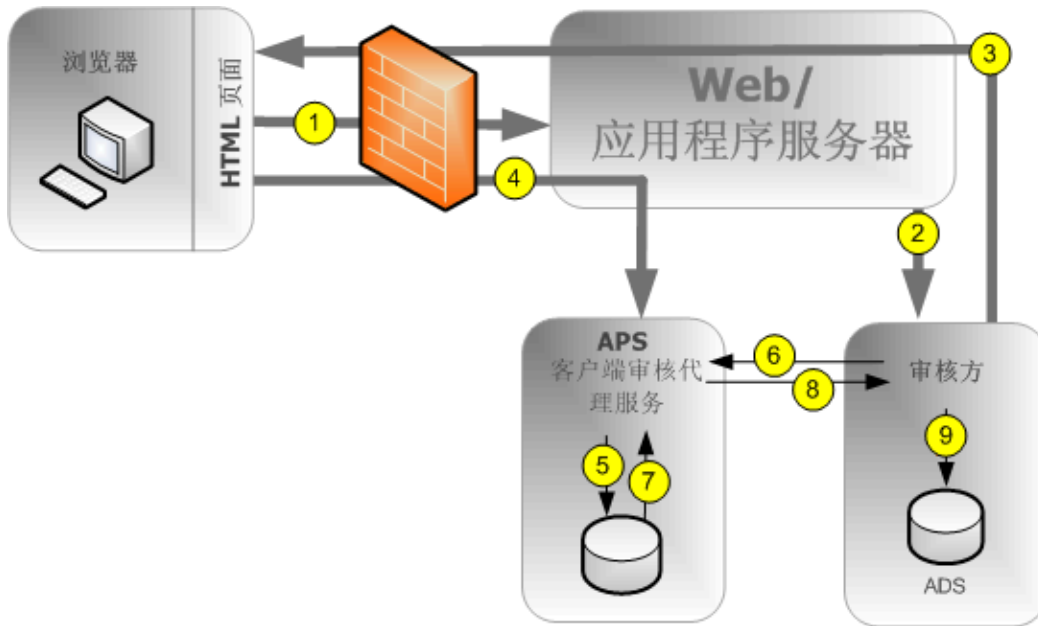 浏览器
HTML 页面
1
Web/
应用程序服务器
3
4
2
APS
客户端审核代
理服务
6
8
审核方
5
7
9
ADS